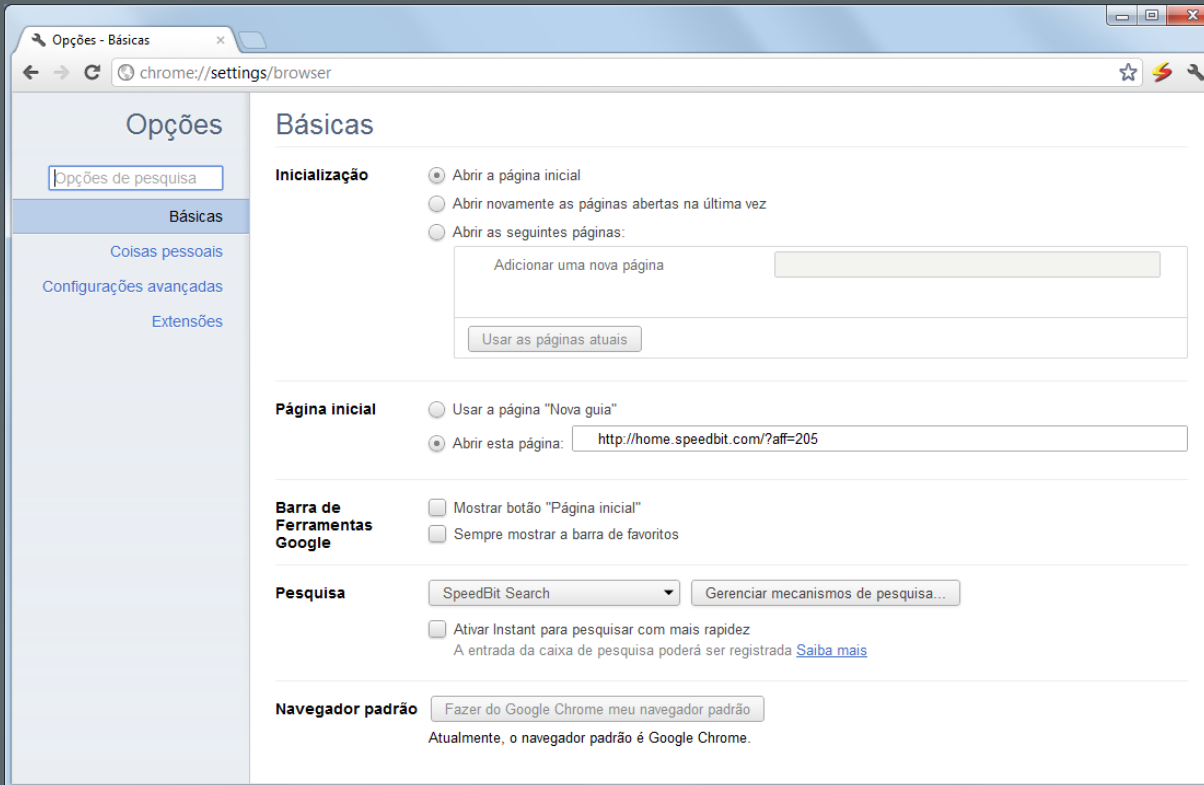 Opções - Básicas
chrome://settings/browser
Opções
Opções de pesquisa
Básicas
Coisas pessoais
Configurações avançadas
Extensões
Básicas
Inicialização
Abrir a página inicial
Abrir novamente as páginas abertas na última vez
Abrir as seguintes páginas:
Adicionar uma nova página
Usar as páginas atuais
Página inicial
Usar a página "Nova guia"
Abrir esta página: http://home.speedbit.com/?aff=205
Barra de
Ferramentas
Google
Mostrar botão "Página inicial"
Sempre mostrar a barra de favoritos
Pesquisa
SpeedBit Search
Gerenciar mecanismos de pesquisa...
Ativar Instant para pesquisar com mais rapidez
A entrada da caixa de pesquisa poderá ser registrada Saiba mais
Navegador padrão
Fazer do Google Chrome meu navegador padrão
Atualmente, o navegador padrão é Google Chrome.